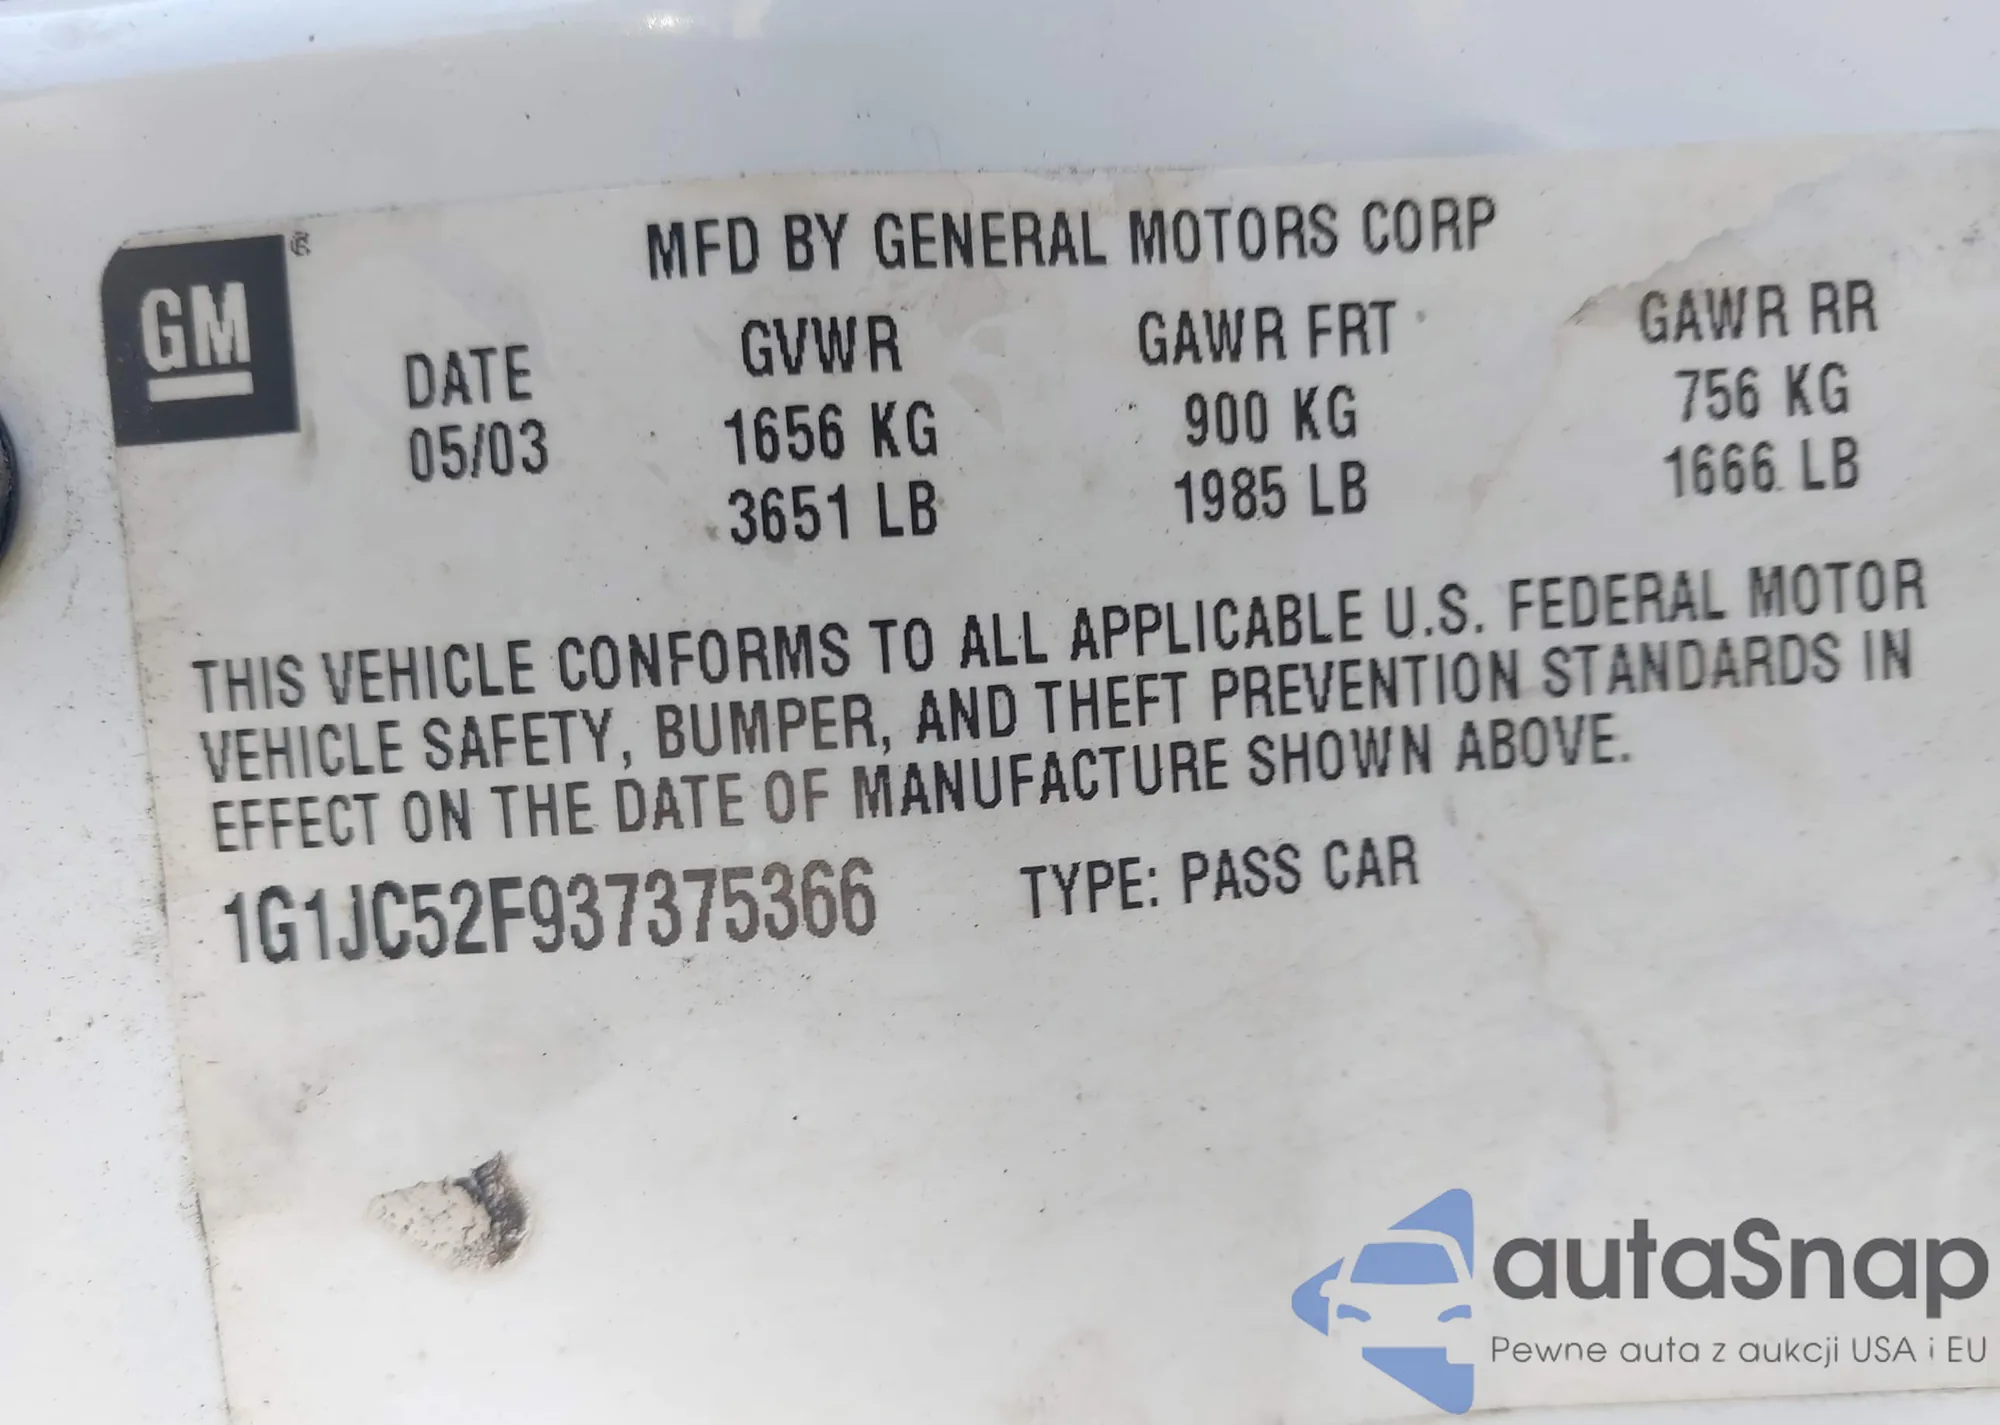 GM ®
MFD BY GENERAL MOTORS CORP
DATE GVWR GAWR FRT GAWR RR
05/03 1656 KG 900 KG 756 KG
3651 LB 1985 LB 1666 LB
THIS VEHICLE CONFORMS TO ALL APPLICABLE U.S. FEDERAL MOTOR
VEHICLE SAFETY, BUMPER, AND THEFT PREVENTION STANDARDS IN
EFFECT ON THE DATE OF MANUFACTURE SHOWN ABOVE.
1G1JC52F937375366 TYPE: PASS CAR
autaSnap
Pewne auta z aukcji USA i EU